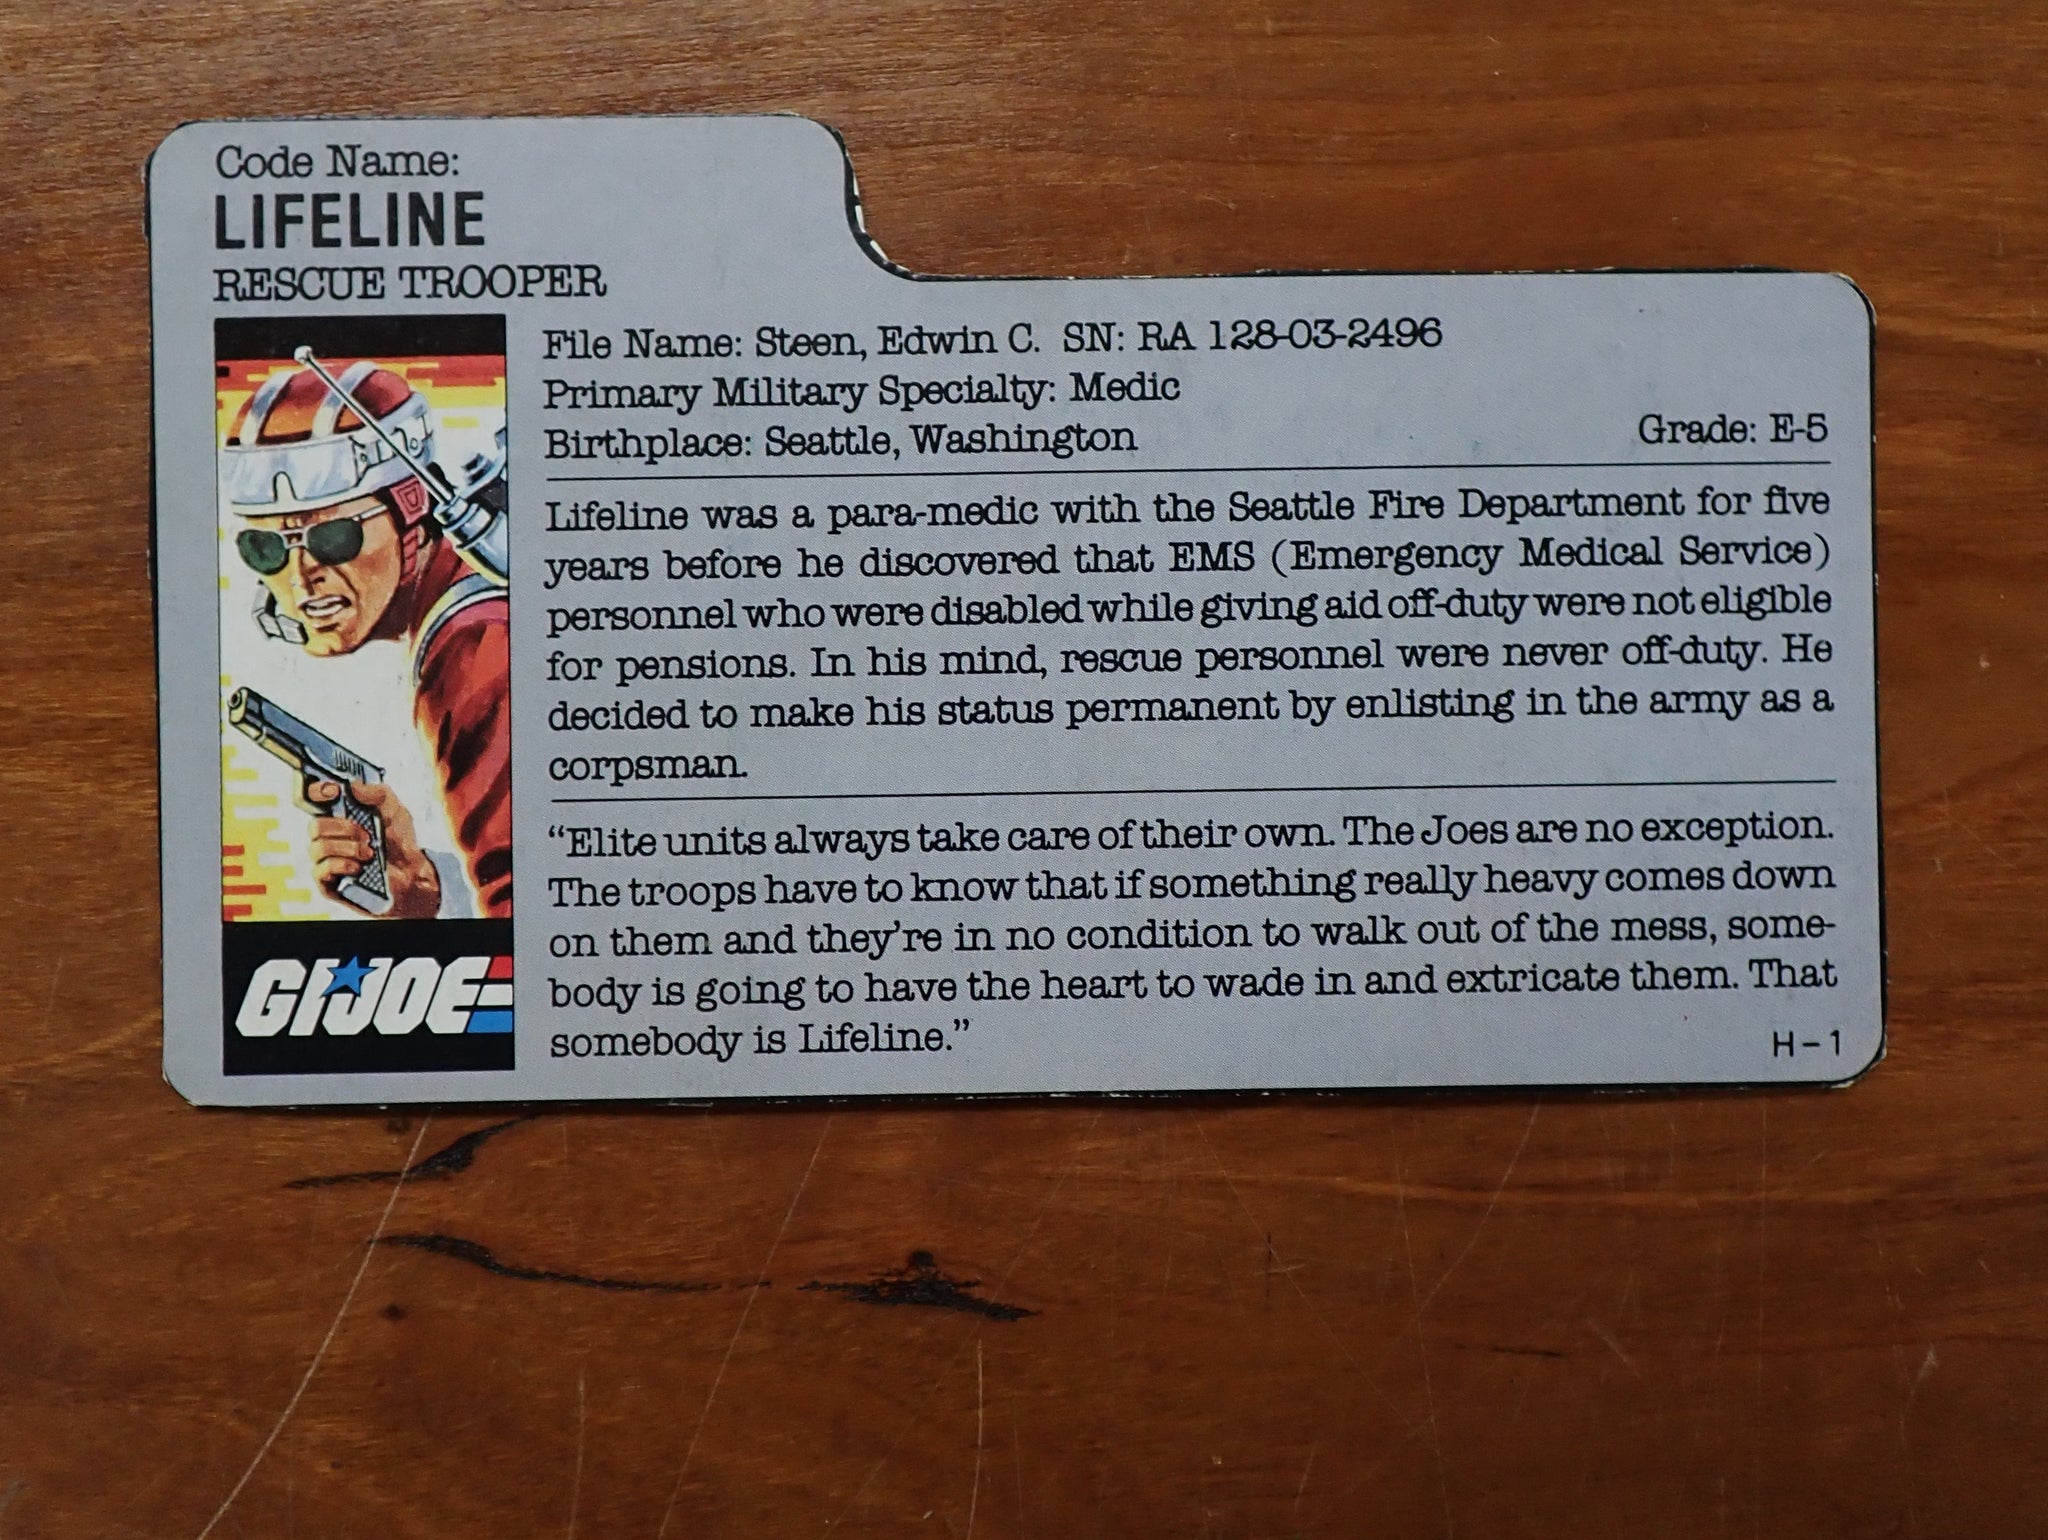 Code Name:
LIFELINE
RESCUE TROOPER
File Name: Steen, Edwin C. SN: RA 128-03-2496
Primary Military Specialty: Medic
Birthplace: Seattle, Washington Grade: E-5
Lifeline was a para-medic with the Seattle Fire Department for five
years before he discovered that EMS (Emergency Medical Service)
personnel who were disabled while giving aid off-duty were not eligible
for pensions. In his mind, rescue personnel were never off-duty. He
decided to make his status permanent by enlisting in the army as a
corpsman.
“Elite units always take care of their own. The Joes are no exception.
The troops have to know that if something really heavy comes down
on them and they're in no condition to walk out of the mess, some-
body is going to have the heart to wade in and extricate them. That
somebody is Lifeline.”
GI JOE
H-1